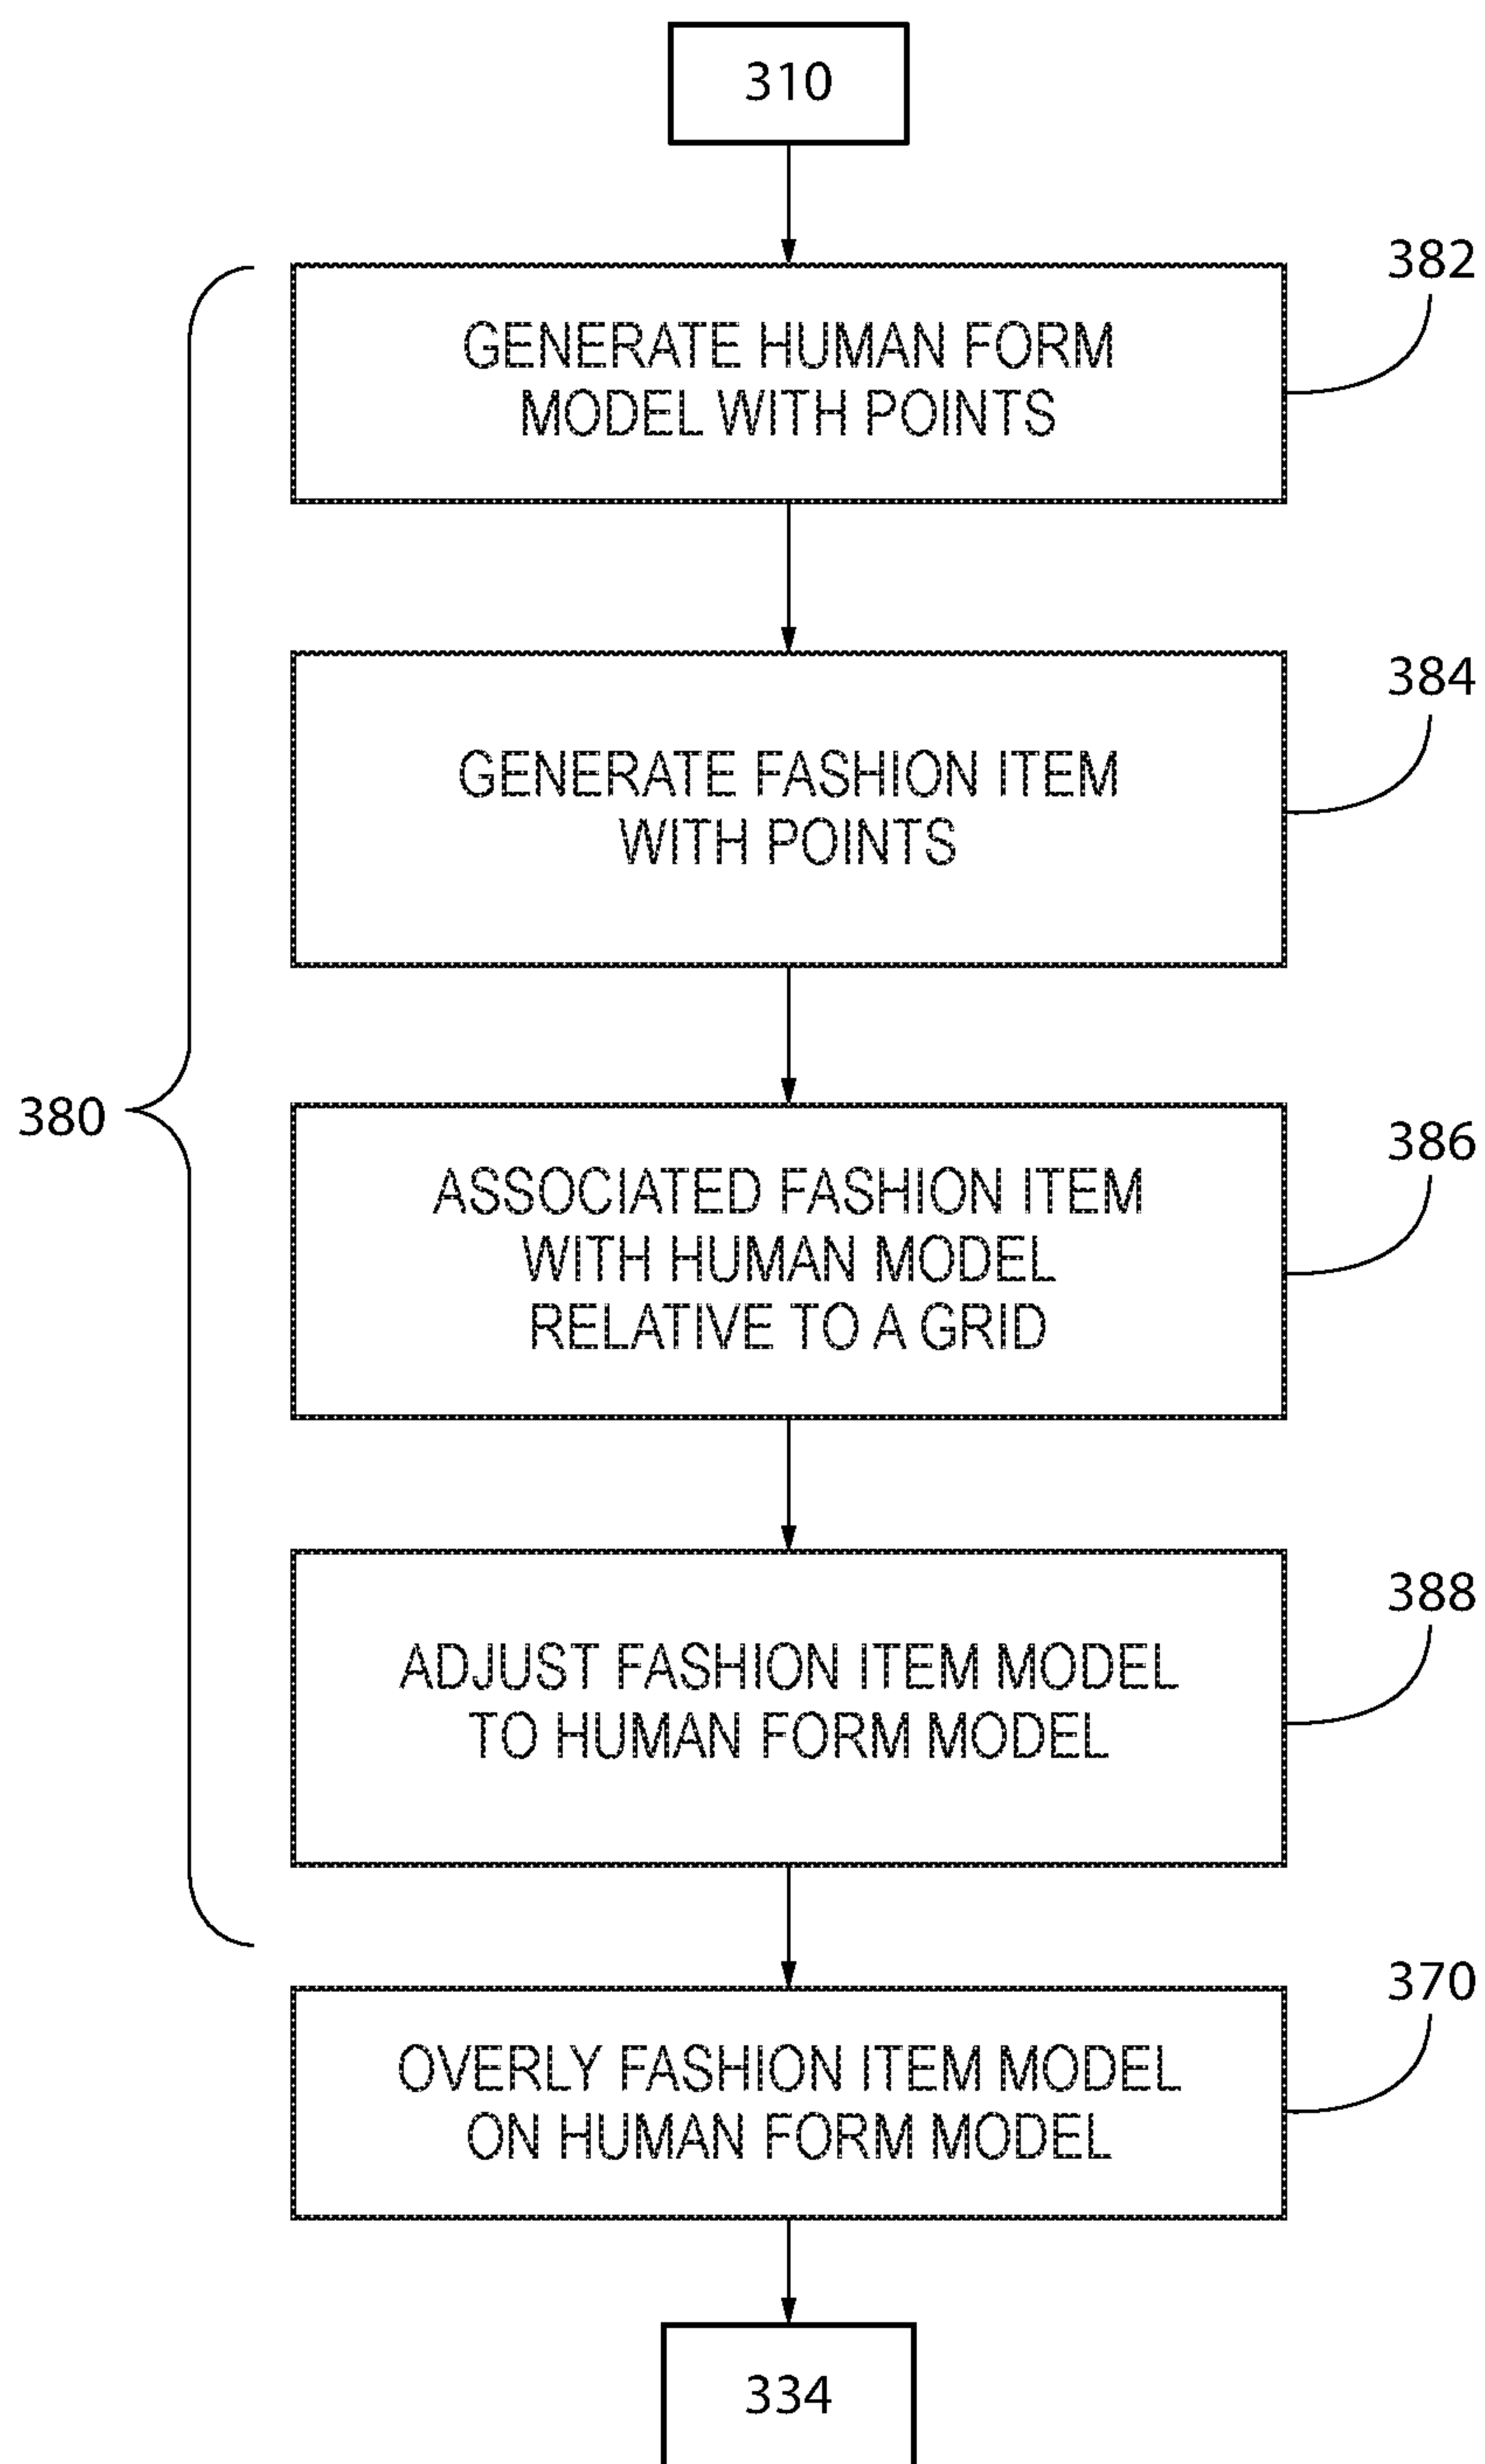 310
382
GENERATE HUMAN FORM
MODEL WITH POINTS
384
GENERATE FASHION ITEM
WITH POINTS
380
386
ASSOCIATED FASHION ITEM
WITH HUMAN MODEL
RELATIVE TO A GRID
388
ADJUST FASHION ITEM MODEL
TO HUMAN FORM MODEL
370
OVERLY FASHION ITEM MODEL
ON HUMAN FORM MODEL
334